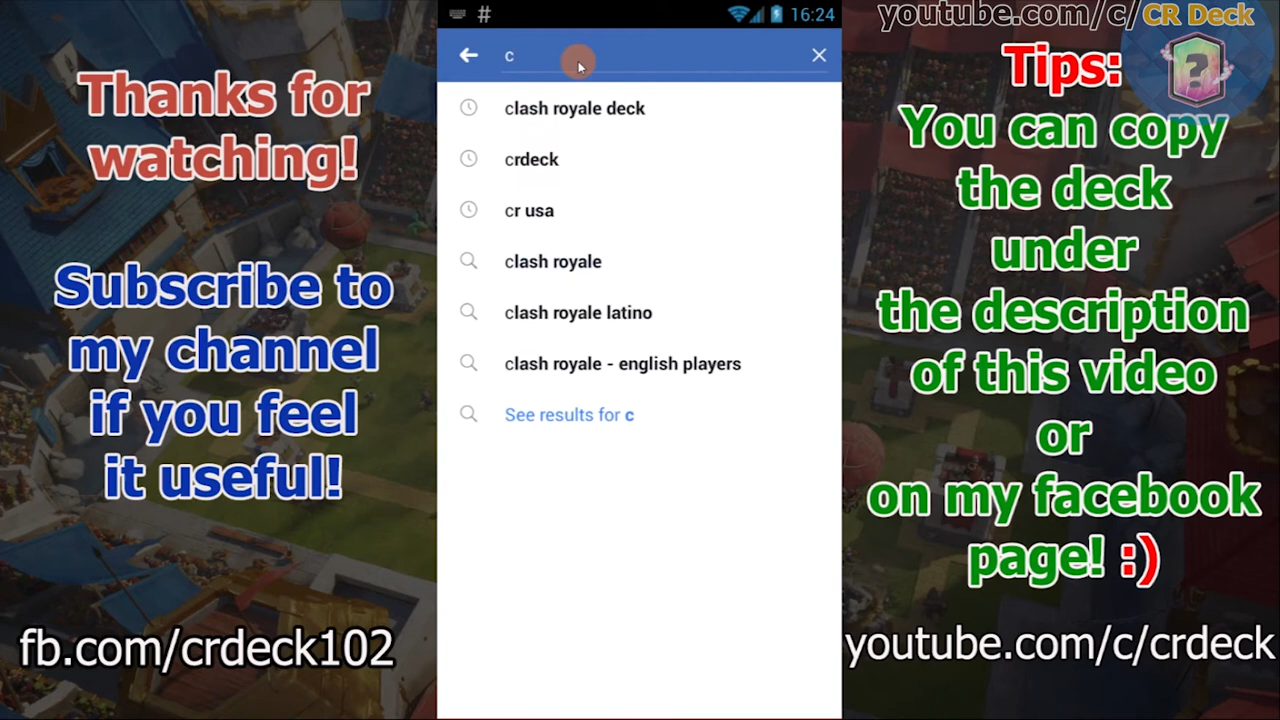 Thanks for
watching!
Subscribe to
my channel
if you feel
it useful!
fb.com/crdeck102
#
16:24
c
clash royale deck
crdeck
cr usa
clash royale
clash royale latino
clash royale - english players
See results for c
youtube.com/c/CR Deck
?
Tips:
You can copy
the deck
under
the description
of this video
or
on my facebook
page! :)
youtube.com/c/crdeck